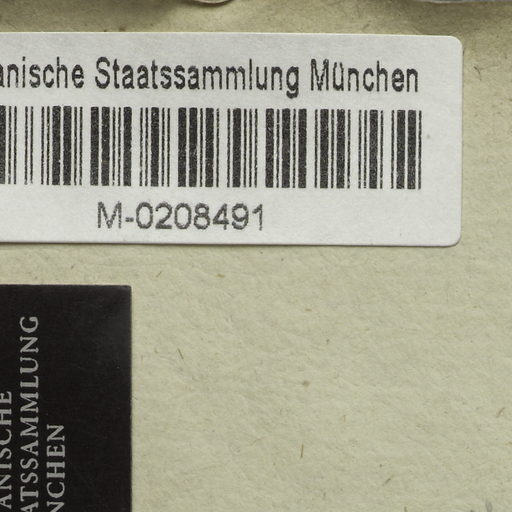 anische Staatssammlung München
M-0208491
ANISCHE
ATSSAMMLUNG
NCHEN